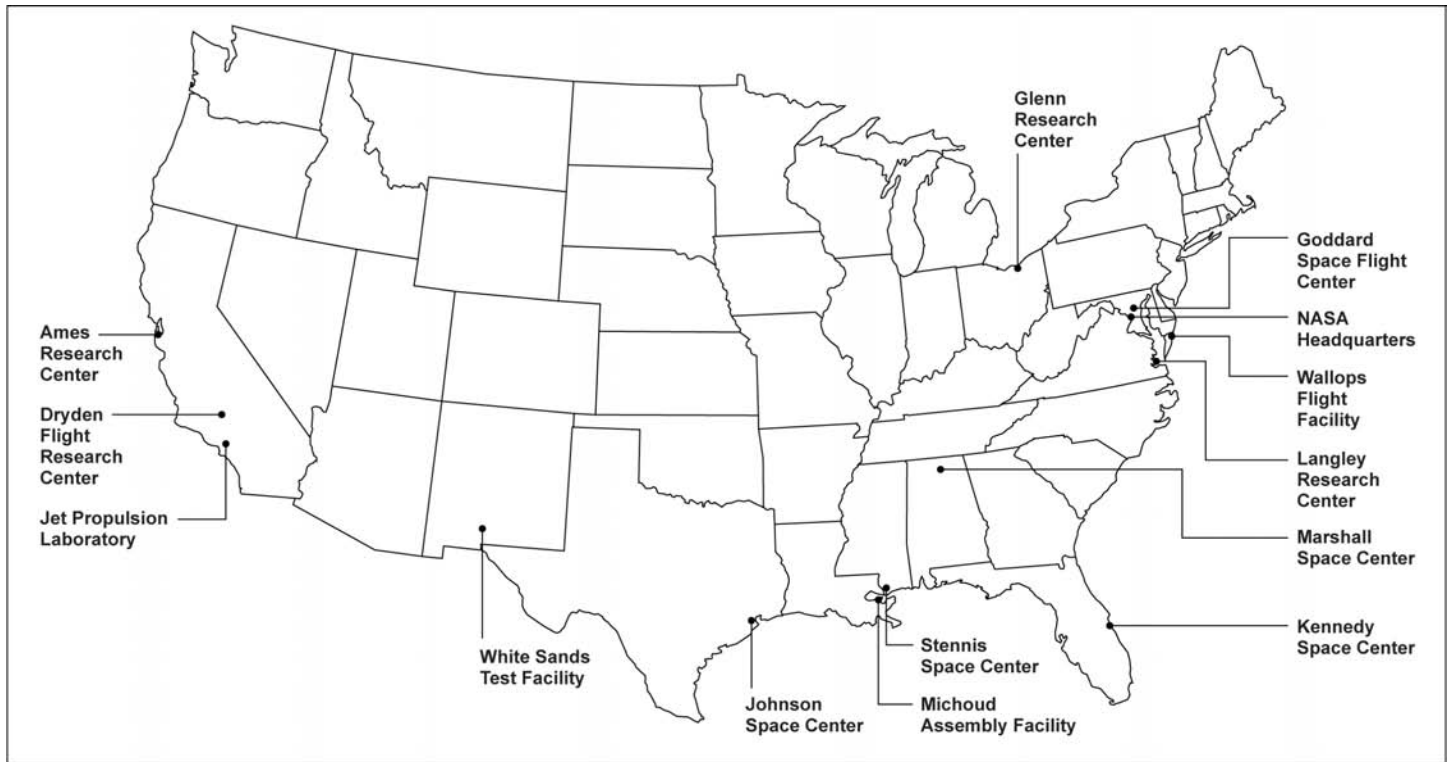 Glenn
Research
Center
Goddard
Space Flight
Center
NASA
Headquarters
Wallops
Flight
Facility
Langley
Research
Center
Marshall
Space Center
Kennedy
Space Center
Ames
Research
Center
Dryden
Flight
Research
Center
Jet Propulsion
Laboratory
White Sands
Test Facility
Johnson
Space Center
Stennis
Space Center
Michoud
Assembly Facility